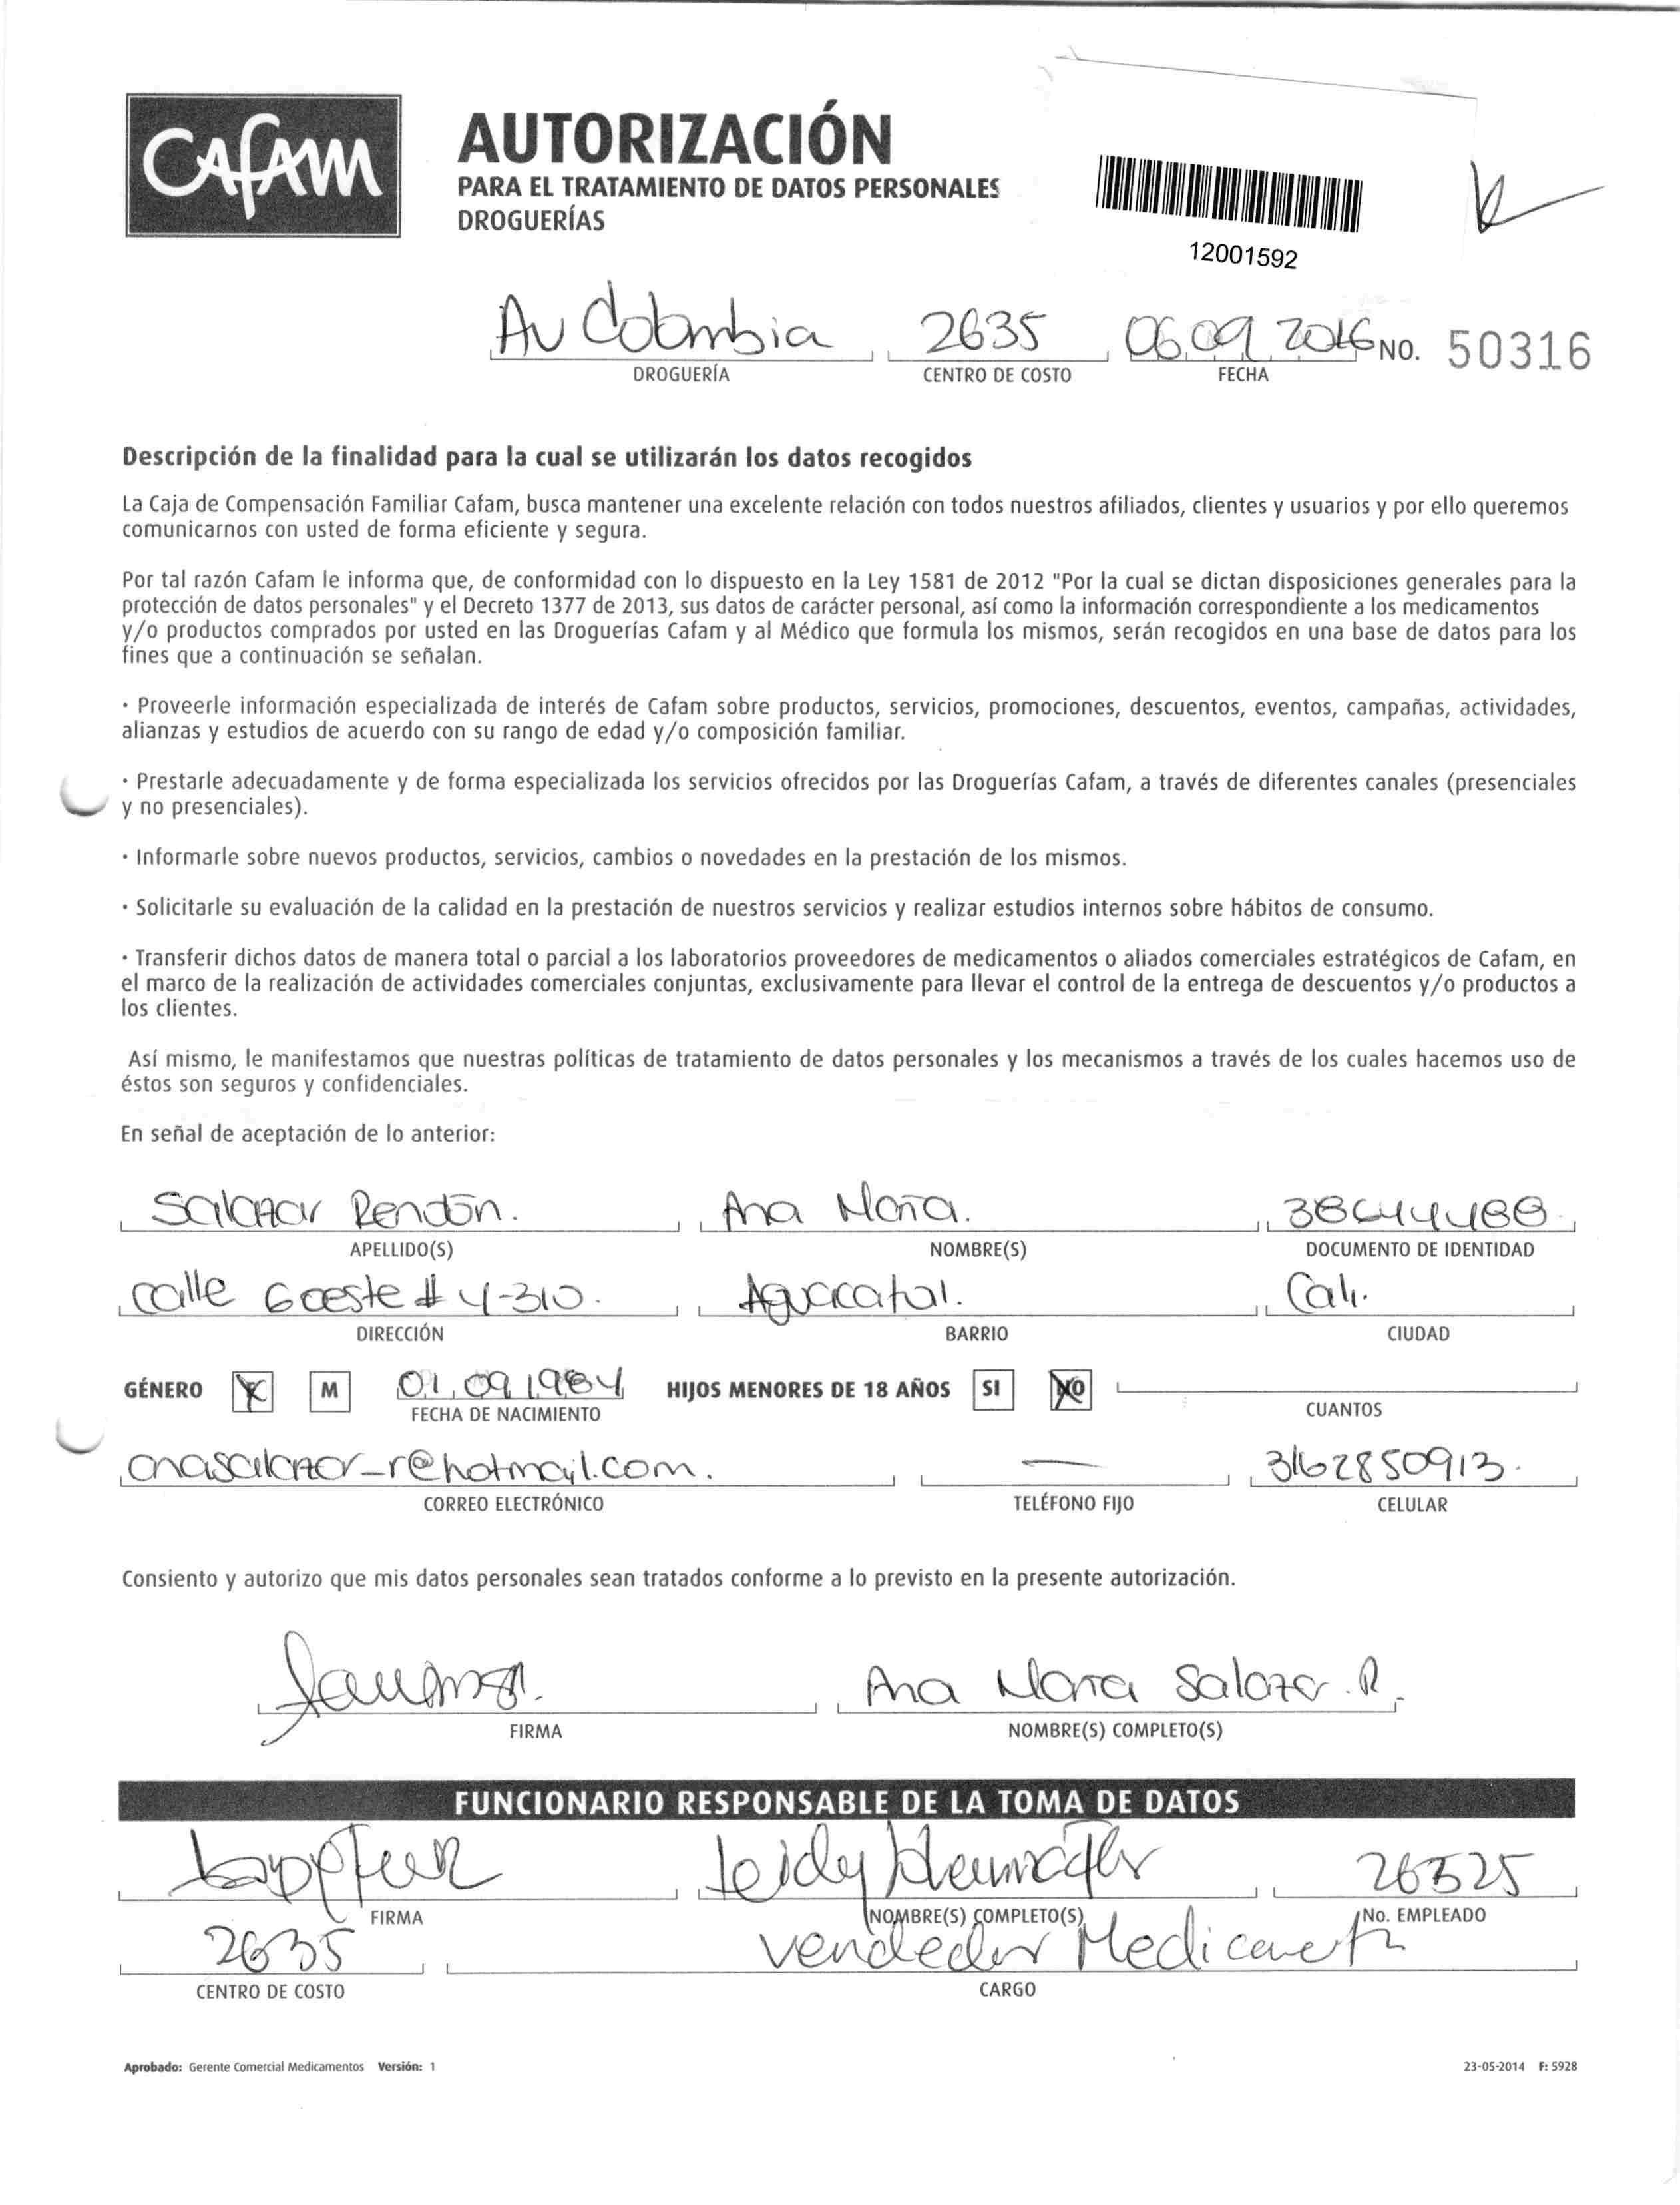 CAFAM
AUTORIZACIÓN
PARA EL TRATAMIENTO DE DATOS PERSONALES
DROGUERÍAS
12001592
Av Colombia 2635 06 09 2016 NO. 50316
DROGUERÍA CENTRO DE COSTO FECHA
Descripción de la finalidad para la cual se utilizarán los datos recogidos
La Caja de Compensación Familiar Cafam, busca mantener una excelente relación con todos nuestros afiliados, clientes y usuarios y por ello queremos
comunicarnos con usted de forma eficiente y segura.
Por tal razón Cafam le informa que, de conformidad con lo dispuesto en la Ley 1581 de 2012 "Por la cual se dictan disposiciones generales para la
protección de datos personales" y el Decreto 1377 de 2013, sus datos de carácter personal, así como la información correspondiente a los medicamentos
y/o productos comprados por usted en las Droguerías Cafam y al Médico que formula los mismos, serán recogidos en una base de datos para los
fines que a continuación se señalan.
· Proveerle información especializada de interés de Cafam sobre productos, servicios, promociones, descuentos, eventos, campañas, actividades,
alianzas y estudios de acuerdo con su rango de edad y/o composición familiar.
· Prestarle adecuadamente y de forma especializada los servicios ofrecidos por las Droguerías Cafam, a través de diferentes canales (presenciales
y no presenciales).
· Informarle sobre nuevos productos, servicios, cambios o novedades en la prestación de los mismos.
· Solicitarle su evaluación de la calidad en la prestación de nuestros servicios y realizar estudios internos sobre hábitos de consumo.
· Transferir dichos datos de manera total o parcial a los laboratorios proveedores de medicamentos o aliados comerciales estratégicos de Cafam, en
el marco de la realización de actividades comerciales conjuntas, exclusivamente para llevar el control de la entrega de descuentos y/o productos a
los clientes.
Así mismo, le manifestamos que nuestras políticas de tratamiento de datos personales y los mecanismos a través de los cuales hacemos uso de
éstos son seguros y confidenciales.
En señal de aceptación de lo anterior:
Salazar Rendón. Ana María. 38644488
APELLIDO(S) NOMBRE(S) DOCUMENTO DE IDENTIDAD
calle 6 oeste # 4-310. Aguacatal. Cali.
DIRECCIÓN BARRIO CIUDAD
GÉNERO F M 01 09 1984 HIJOS MENORES DE 18 AÑOS SI NO
FECHA DE NACIMIENTO CUANTOS
anasalazar_r@hotmail.com. — 3162850913.
CORREO ELECTRÓNICO TELÉFONO FIJO CELULAR
Consiento y autorizo que mis datos personales sean tratados conforme a lo previsto en la presente autorización.
Ana María Salazar. R.
FIRMA NOMBRE(S) COMPLETO(S)
FUNCIONARIO RESPONSABLE DE LA TOMA DE DATOS
leidy 26325
FIRMA NOMBRE(S) COMPLETO(S) No. EMPLEADO
2635 vendedor
CENTRO DE COSTO CARGO
Aprobado: Gerente Comercial Medicamentos Versión: 1 23-05-2014 F: 5928